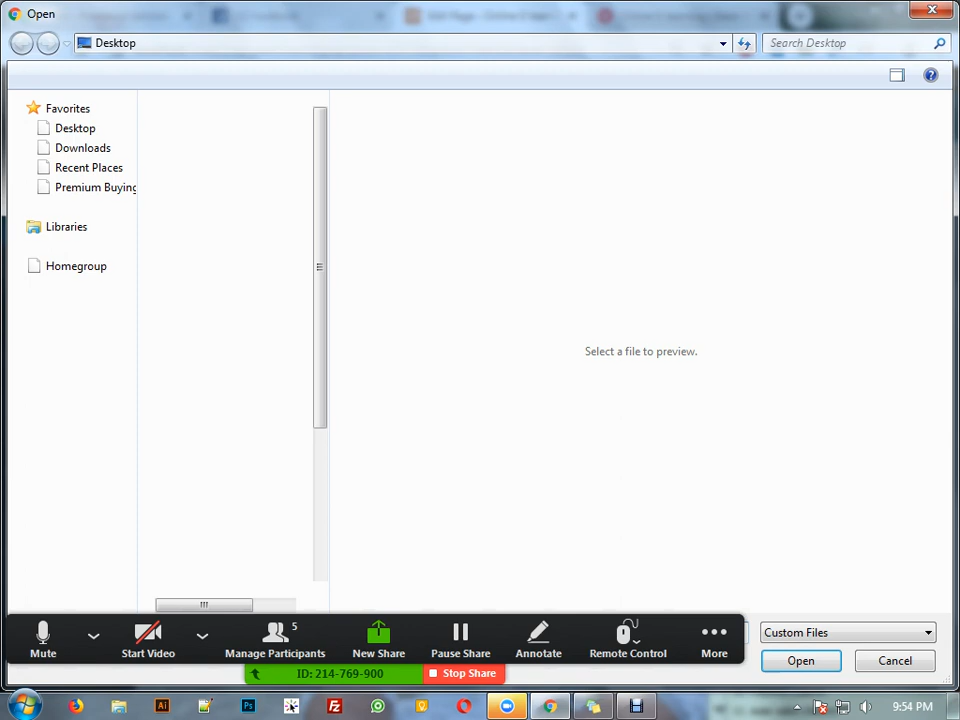 Open
Desktop
Search Desktop
Favorites
Desktop
Downloads
Recent Places
Premium Buying
Libraries
Homegroup
Select a file to preview.
5
Mute
Start Video
Manage Participants
New Share
Pause Share
Annotate
Remote Control
More
Custom Files
ID: 214-769-900
Stop Share
Open
Cancel
9:54 PM